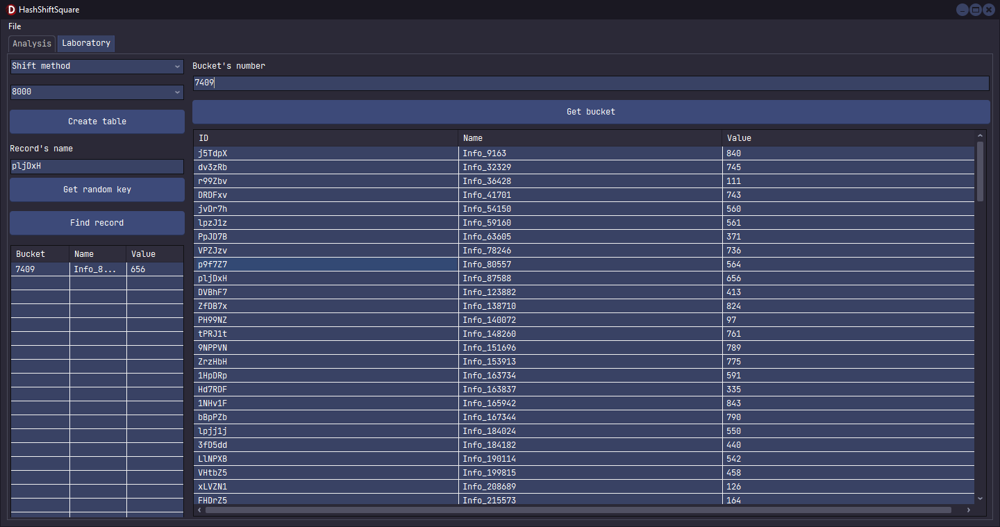 D HashShiftSquare
File
Analysis Laboratory
Shift method
8000
Create table
Record's name
pljDxH
Get random key
Find record
Bucket Name Value
7409 Info_8... 656
Bucket's number
7409
Get bucket
ID Name Value
j5TdpX Info_9163 840
dv3zRb Info_32329 745
r99Zbv Info_36428 111
DRDFxv Info_41701 743
jvDr7h Info_54150 560
lpzJ1z Info_59160 561
PpJD7B Info_63605 371
VPZJzv Info_78246 736
p9f7Z7 Info_80557 564
pljDxH Info_87588 656
DVBhF7 Info_123882 413
ZfDB7x Info_138710 824
PH99NZ Info_140072 97
tPRJ1t Info_148260 761
9NPPVN Info_151696 789
ZrzHbH Info_153913 775
1HpDRp Info_163734 591
Hd7RDF Info_163837 335
1NHv1F Info_165942 843
bBpPZb Info_167344 790
lpjj1j Info_184024 550
3fD5dd Info_184182 440
LlNPXB Info_190114 542
VHtbZ5 Info_199815 458
xLVZN1 Info_208689 126
FHDrZ5 Info_215573 164